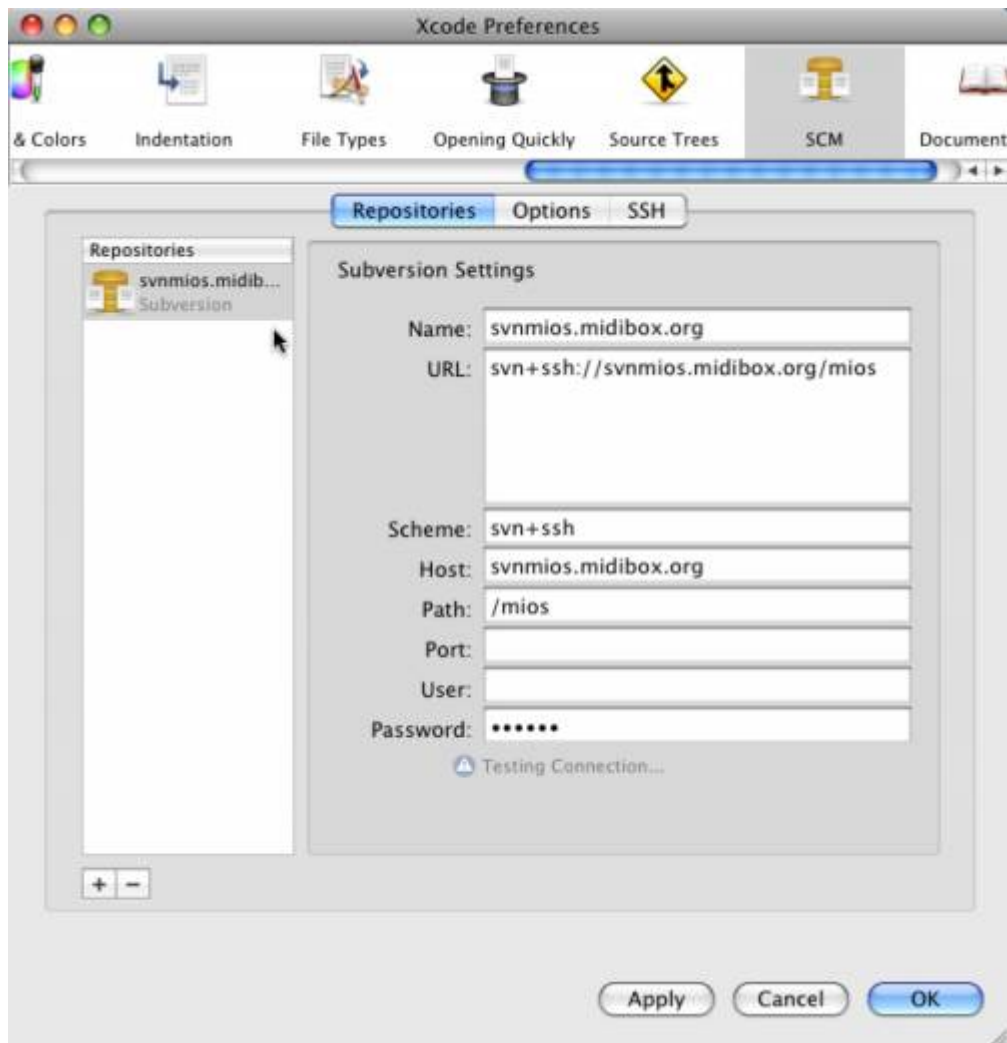 Xcode Preferences
& Colors Indentation File Types Opening Quickly Source Trees SCM Document
Repositories Options SSH
Repositories
svnmios.midib...
Subversion
Subversion Settings
Name: svnmios.midibox.org
URL: svn+ssh://svnmios.midibox.org/mios
Scheme: svn+ssh
Host: svnmios.midibox.org
Path: /mios
Port:
User:
Password: ••••••
Testing Connection...
+ −
Apply Cancel OK